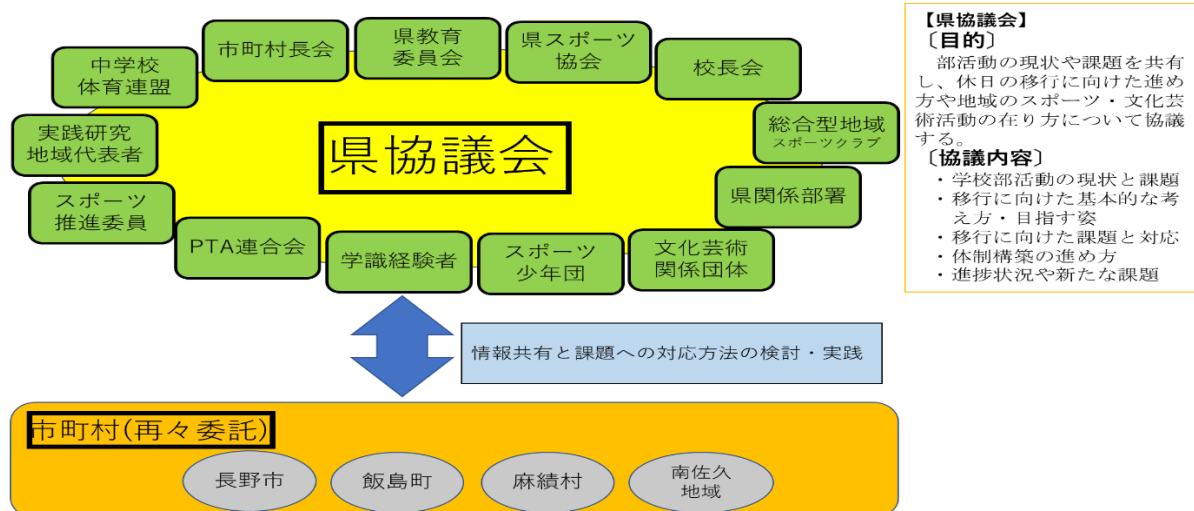 市町村長会
県教育
委員会
県スポーツ
協会
校長会
中学校
体育連盟
総合型地域
スポーツクラブ
実践研究
地域代表者
県協議会
県関係部署
スポーツ
推進委員
PTA連合会
学識経験者
スポーツ
少年団
文化芸術
関係団体
【県協議会】
〔目的〕
部活動の現状や課題を共有
し、休日の移行に向けた進め
方や地域のスポーツ・文化芸
術活動の在り方について協議
する。
〔協議内容〕
・学校部活動の現状と課題
・移行に向けた基本的な考
え方・目指す姿
・移行に向けた課題と対応
・体制構築の進め方
・進捗状況や新たな課題
情報共有と課題への対応方法の検討・実践
市町村(再々委託)
長野市
飯島町
麻績村
南佐久
地域